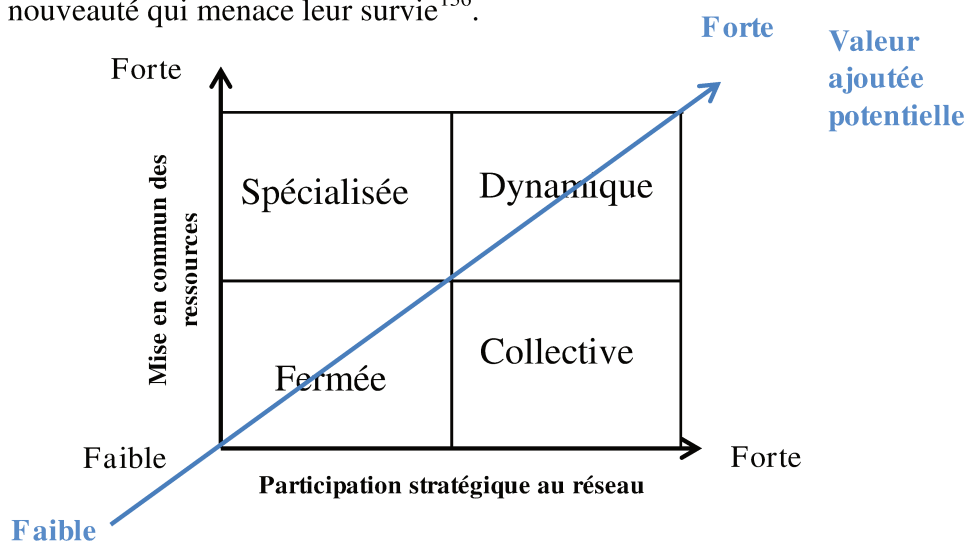 nouveauté qui menace leur survie¹³⁶.
Forte
Valeur
ajoutée
potentielle
Forte
Mise en commun des
ressources
Spécialisée
Dynamique
Fermée
Collective
Faible
Forte
Participation stratégique au réseau
Faible